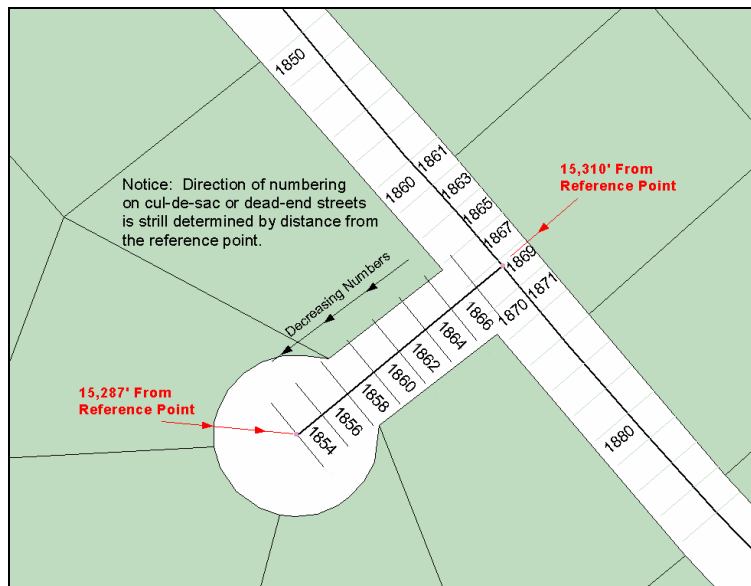 1850
1861
1860
1863
1865
1867
1869
1871
1870
1880
15,310' From
Reference Point
Notice: Direction of numbering
on cul-de-sac or dead-end streets
is strill determined by distance from
the reference point.
Decreasing Numbers
1866
1864
1862
1860
1858
1856
1854
15,287' From
Reference Point